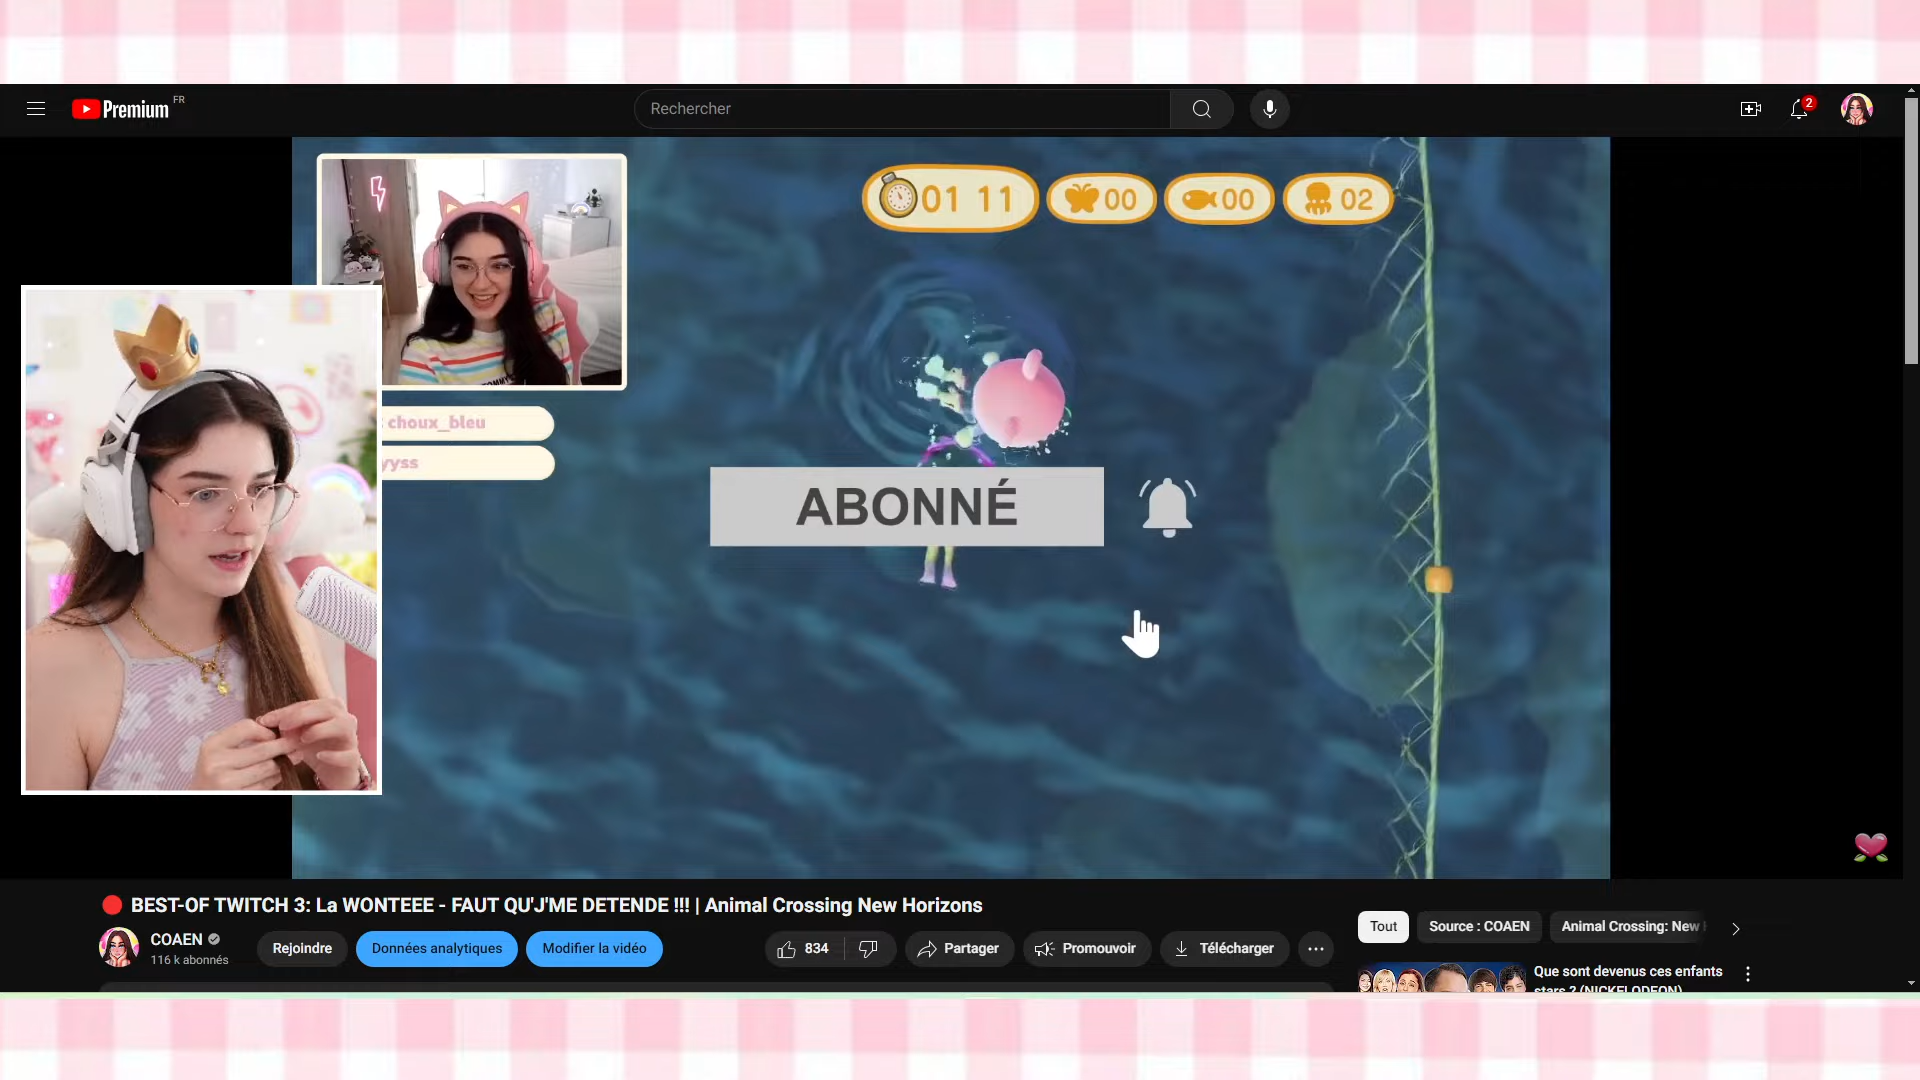 Premium FR
Rechercher
2
01 11
00
00
02
choux_bleu
yyss
ABONNÉ
BEST-OF TWITCH 3: La WONTEEE - FAUT QU'J'ME DETENDE !!! | Animal Crossing New Horizons
COAEN
116 k abonnés
Rejoindre
Données analytiques
Modifier la vidéo
834
Partager
Promouvoir
Télécharger
Tout
Source : COAEN
Animal Crossing: New
Que sont devenus ces enfants
stars ? (NICKELODEON)